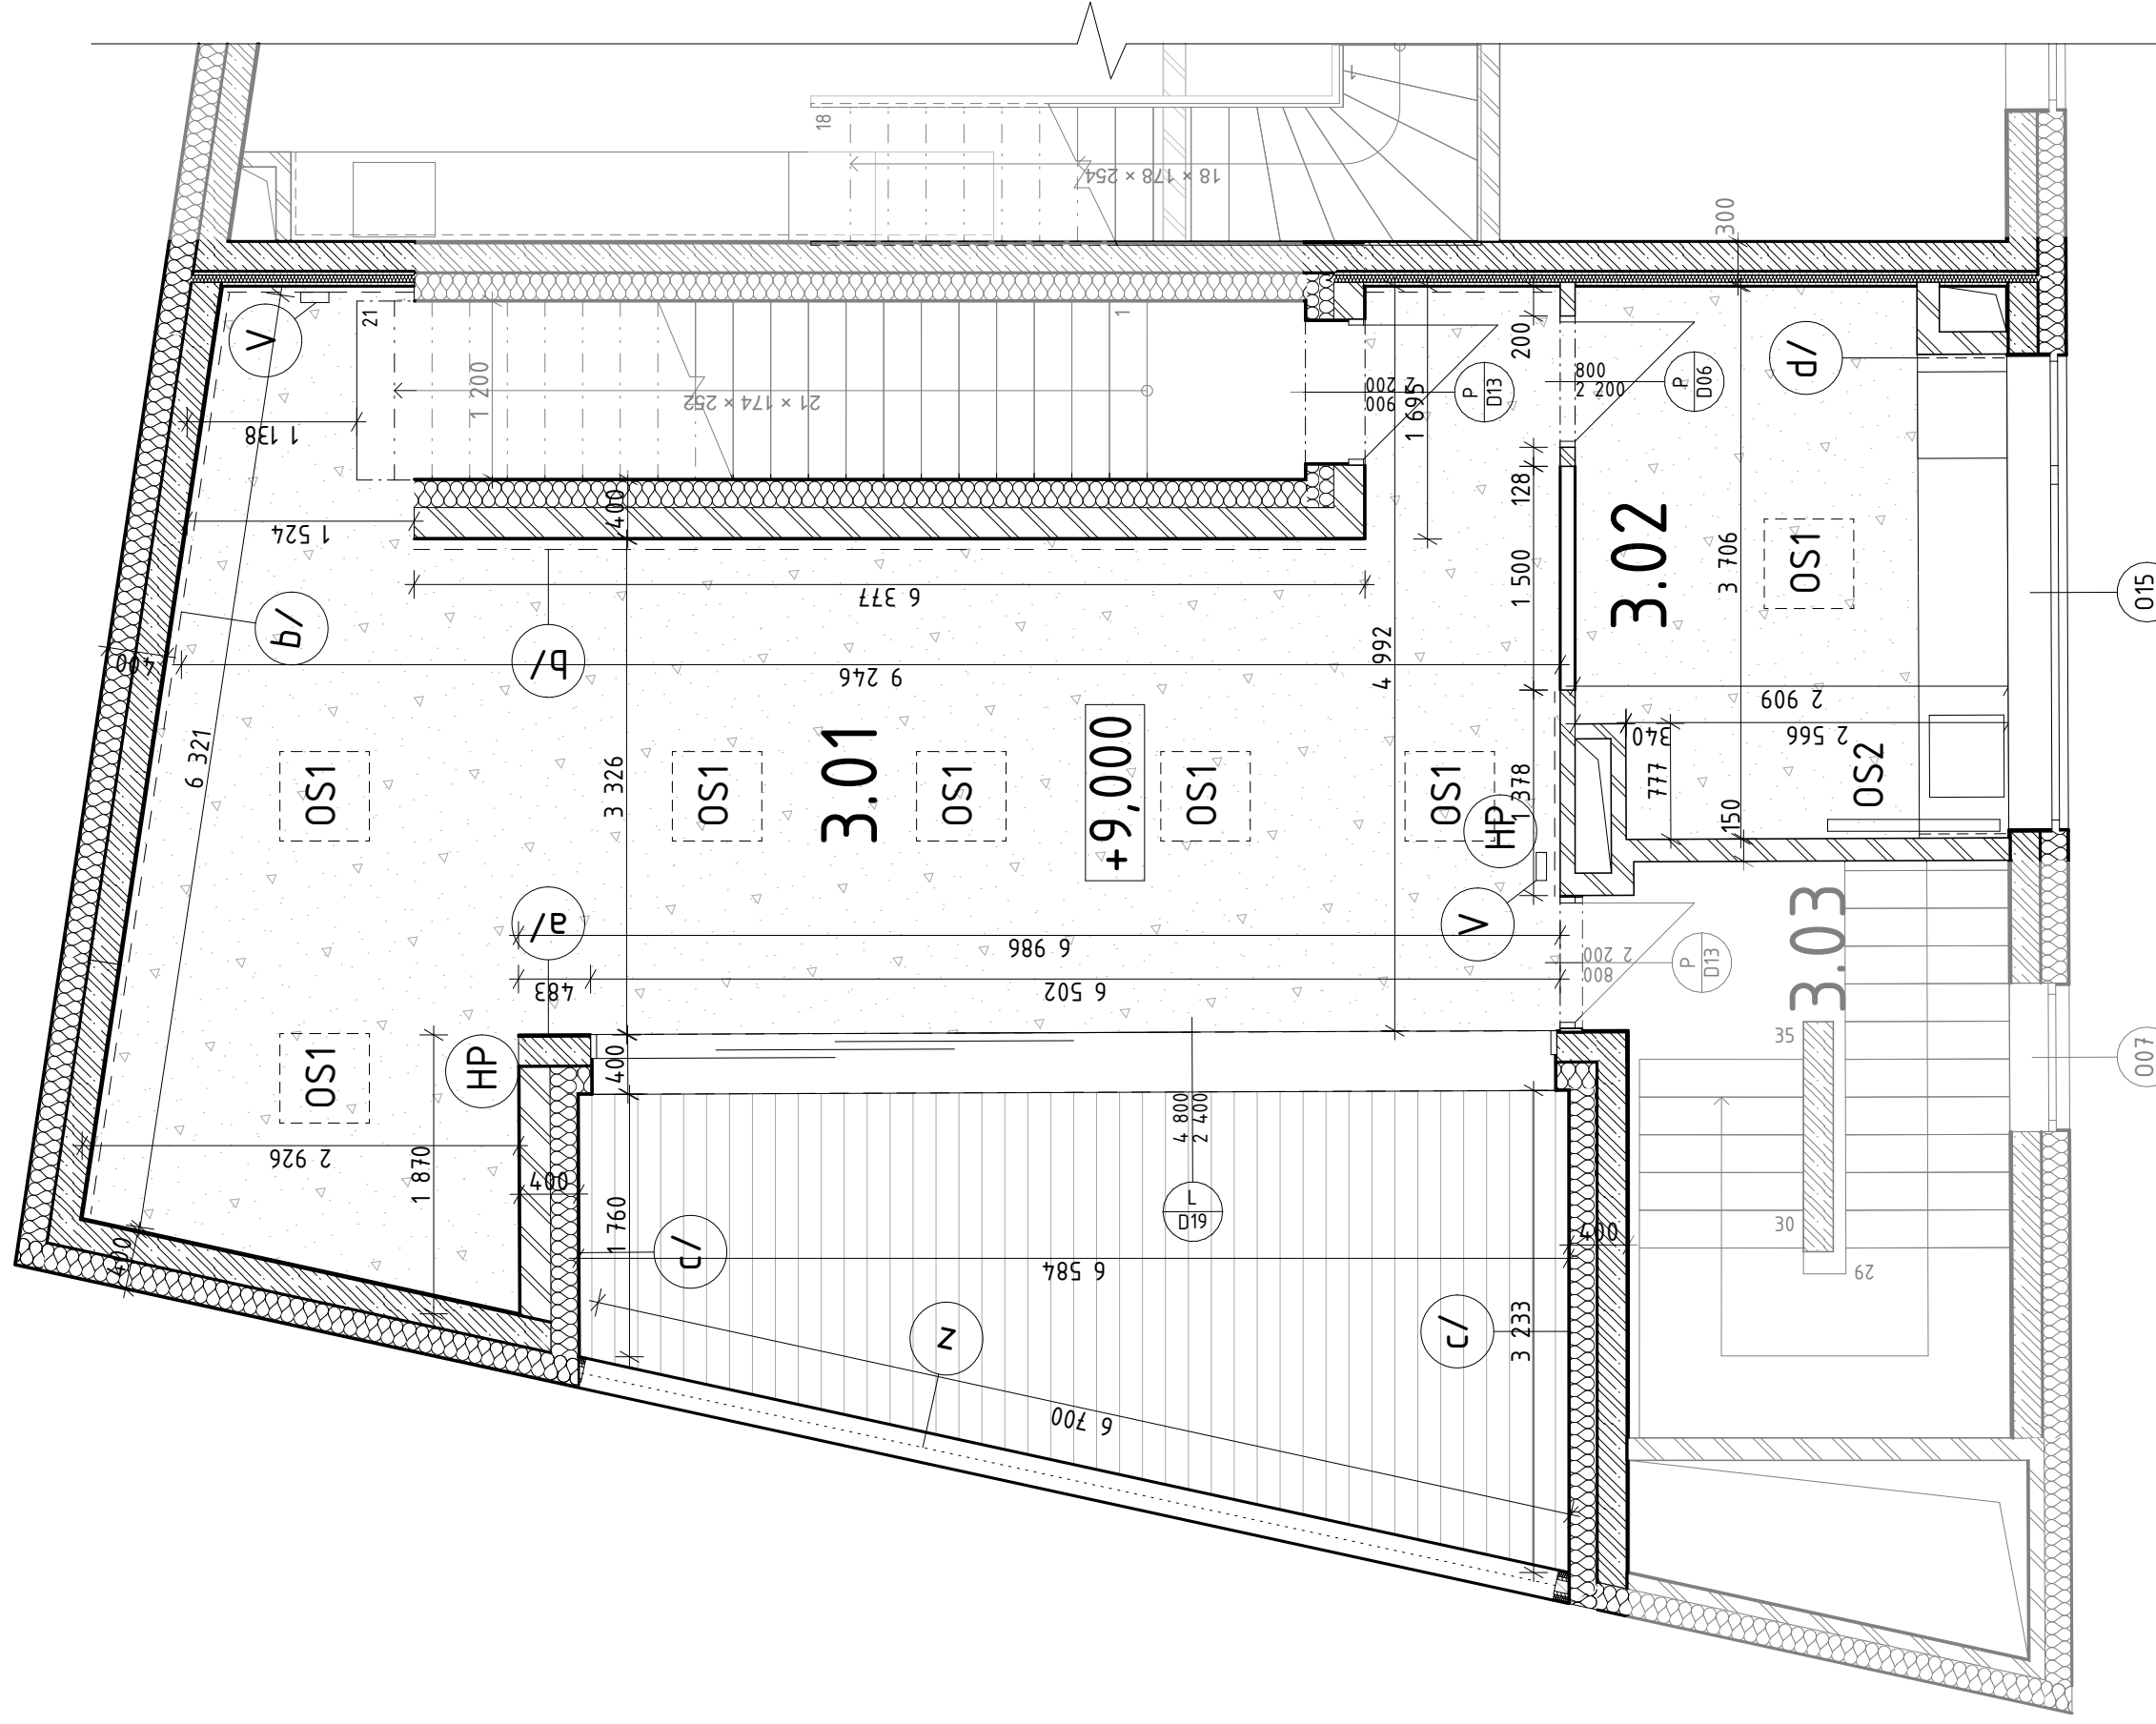 18
18 × 178 × 254
1
300
V
21
1 200
1
21 × 174 × 252
1 138
200
900
2 200
P
D13
800
2 200
P
D06
d/
1 695
1 524
400
128
3.02
3 706
OS1
1 500
6 377
O15
b/
b/
400
4 992
9 246
2 909
340
2 566
6 321
OS1
3 326
OS1
3.01
OS1
+9,000
OS1
OS1
1 378
777
OS2
150
HP
a/
V
6 986
3.03
483
6 502
800
2 200
P
D13
35
007
HP
OS1
400
4 800
2 400
2 926
1 870
400
1 760
L
D19
30
400
400
c/
6 584
29
z
c/
3 233
6 700